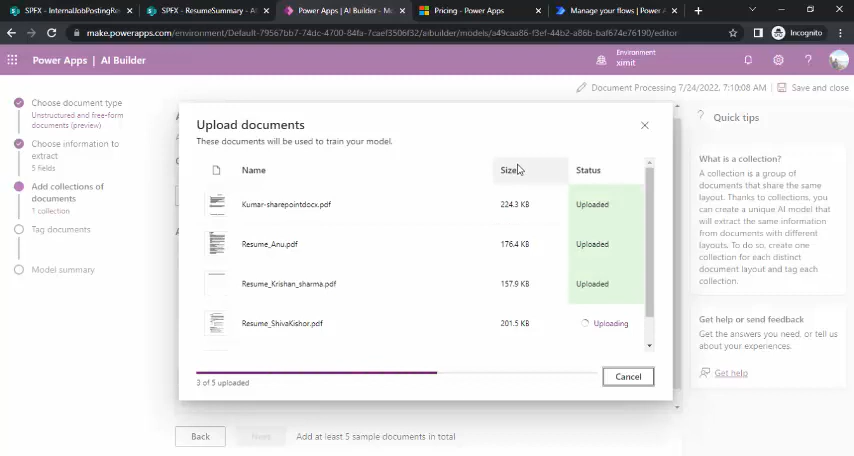 SPFX - InternalJobPostingRe
SPFX - ResumeSummary - Al
Power Apps | AI Builder - Mo
Pricing - Power Apps
Manage your flows | Power A
make.powerapps.com/environment/Default-79567bb7-74dc-4700-84fa-7caef3506f32/aibuilder/models/a49caa86-f3ef-44b2-a86b-baf674e76190/editor
Incognito
Power Apps | AI Builder
Environment
ximit
Document Processing 7/24/2022, 7:10:08 AM
Save and close
Choose document type
Unstructured and free-form
documents (preview)
Choose information to
extract
5 fields
Add collections of
documents
1 collection
Tag documents
Model summary
Upload documents
These documents will be used to train your model.
Name
Size
Status
Kumar-sharepointdocx.pdf
224.3 KB
Uploaded
Resume_Anu.pdf
176.4 KB
Uploaded
Resume_Krishan_sharma.pdf
157.9 KB
Uploaded
Resume_ShivaKishor.pdf
201.5 KB
Uploading
3 of 5 uploaded
Cancel
Back
Next
Add at least 5 sample documents in total
Quick tips
What is a collection?
A collection is a group of
documents that share the same
layout. Thanks to collections, you
can create a unique AI model that
will extract the same information
from documents with different
layouts. To do so, create one
collection for each distinct
document layout and tag each
collection.
Get help or send feedback
Get the answers you need, or tell us
about your experiences.
Get help